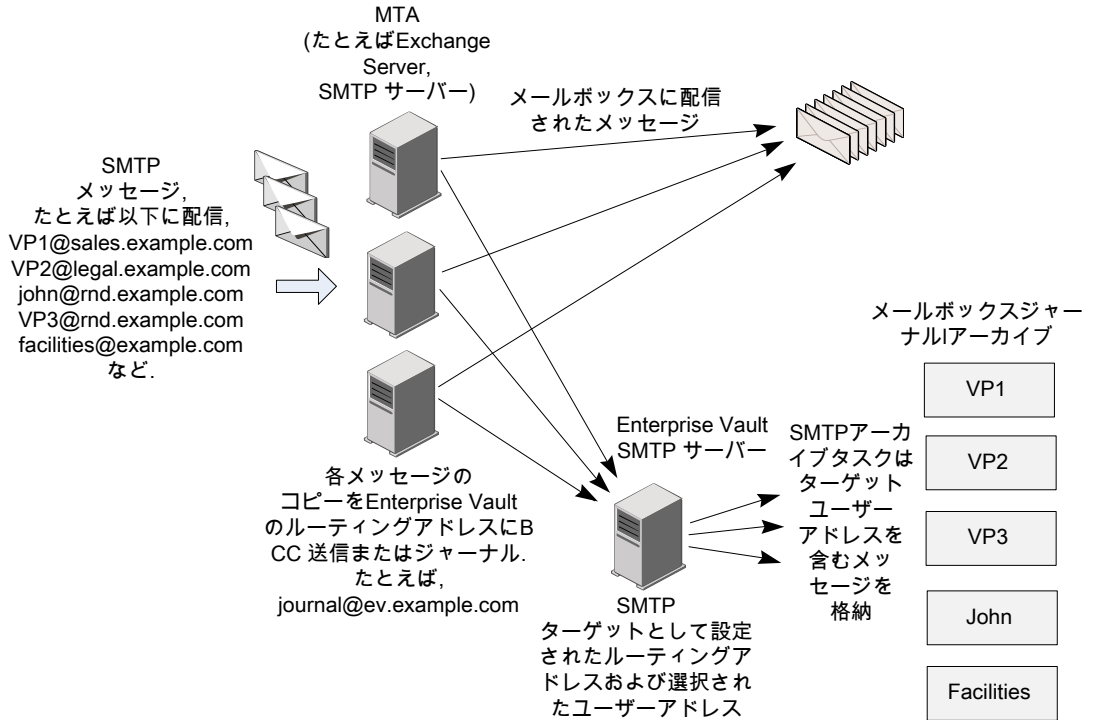 MTA
(たとえばExchange
Server,
SMTP サーバー)
メールボックスに配信
されたメッセージ
SMTP
メッセージ,
たとえば以下に配信,
VP1@sales.example.com
VP2@legal.example.com
john@rnd.example.com
VP3@rnd.example.com
facilities@example.com
など.
各メッセージの
コピーをEnterprise Vault
のルーティングアドレスにB
CC 送信またはジャーナル.
たとえば,
journal@ev.example.com
Enterprise Vault
SMTP サーバー
SMTP
ターゲットとして設定
されたルーティングア
ドレスおよび選択され
たユーザーアドレス
SMTPアーカ
イブタスクは
ターゲット
ユーザー
アドレスを
含むメッ
セージを
格納
メールボックスジャー
ナル|アーカイブ
VP1
VP2
VP3
John
Facilities